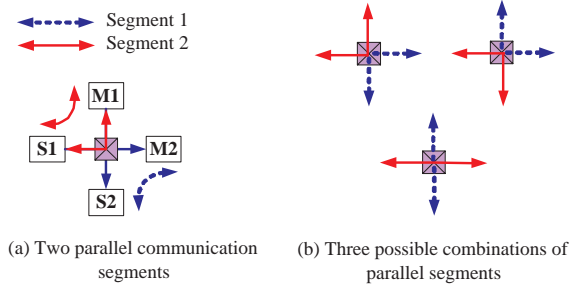 Segment 1
Segment 2
M1
S1
M2
S2
(a) Two parallel communication
segments
(b) Three possible combinations of
parallel segments